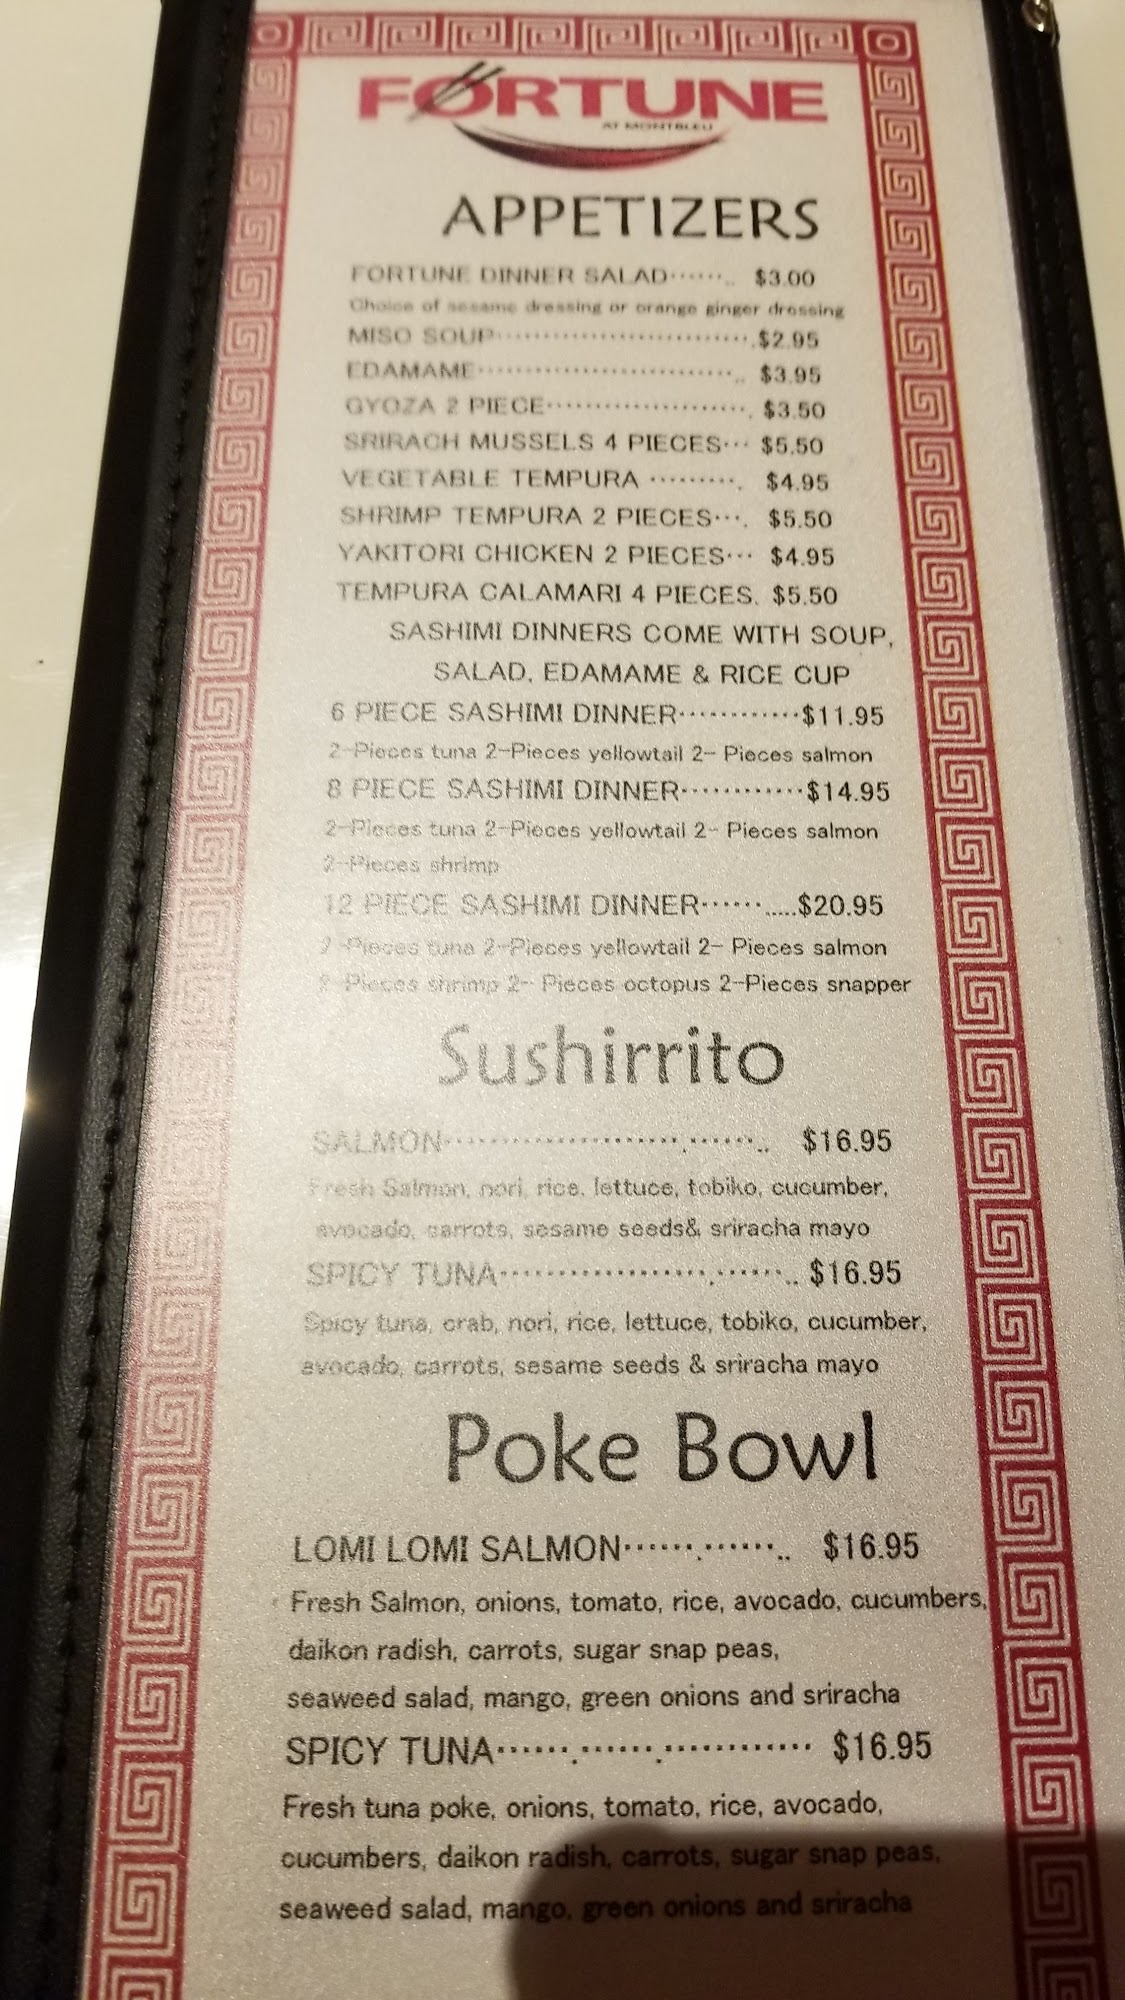 FORTUNE
AT MONTBLEU
APPETIZERS
FORTUNE DINNER SALAD········.. $3.00
Choice of sesame dressing or orange ginger dressing
MISO SOUP······························.$2.95
EDAMAME······························.. $3.95
GYOZA 2 PIECE························. $3.50
SRIRACH MUSSELS 4 PIECES··· $5.50
VEGETABLE TEMPURA ·········. $4.95
SHRIMP TEMPURA 2 PIECES···. $5.50
YAKITORI CHICKEN 2 PIECES··· $4.95
TEMPURA CALAMARI 4 PIECES. $5.50
SASHIMI DINNERS COME WITH SOUP,
SALAD, EDAMAME & RICE CUP
6 PIECE SASHIMI DINNER············$11.95
2-Pieces tuna 2-Pieces yellowtail 2- Pieces salmon
8 PIECE SASHIMI DINNER············$14.95
2-Pieces tuna 2-Pieces yellowtail 2- Pieces salmon
2-Pieces shrimp
12 PIECE SASHIMI DINNER······.....$20.95
2-Pieces tuna 2-Pieces yellowtail 2- Pieces salmon
2-Pieces shrimp 2- Pieces octopus 2-Pieces snapper
Sushirrito
SALMON························.······.. $16.95
Fresh Salmon, nori, rice, lettuce, tobiko, cucumber,
avocado, carrots, sesame seeds& sriracha mayo
SPICY TUNA·····················.······.. $16.95
Spicy tuna, crab, nori, rice, lettuce, tobiko, cucumber,
avocado, carrots, sesame seeds & sriracha mayo
Poke Bowl
LOMI LOMI SALMON······.······.. $16.95
Fresh Salmon, onions, tomato, rice, avocado, cucumbers,
daikon radish, carrots, sugar snap peas,
seaweed salad, mango, green onions and sriracha
SPICY TUNA······.······.············ $16.95
Fresh tuna poke, onions, tomato, rice, avocado,
cucumbers, daikon radish, carrots, sugar snap peas,
seaweed salad, mango, green onions and sriracha